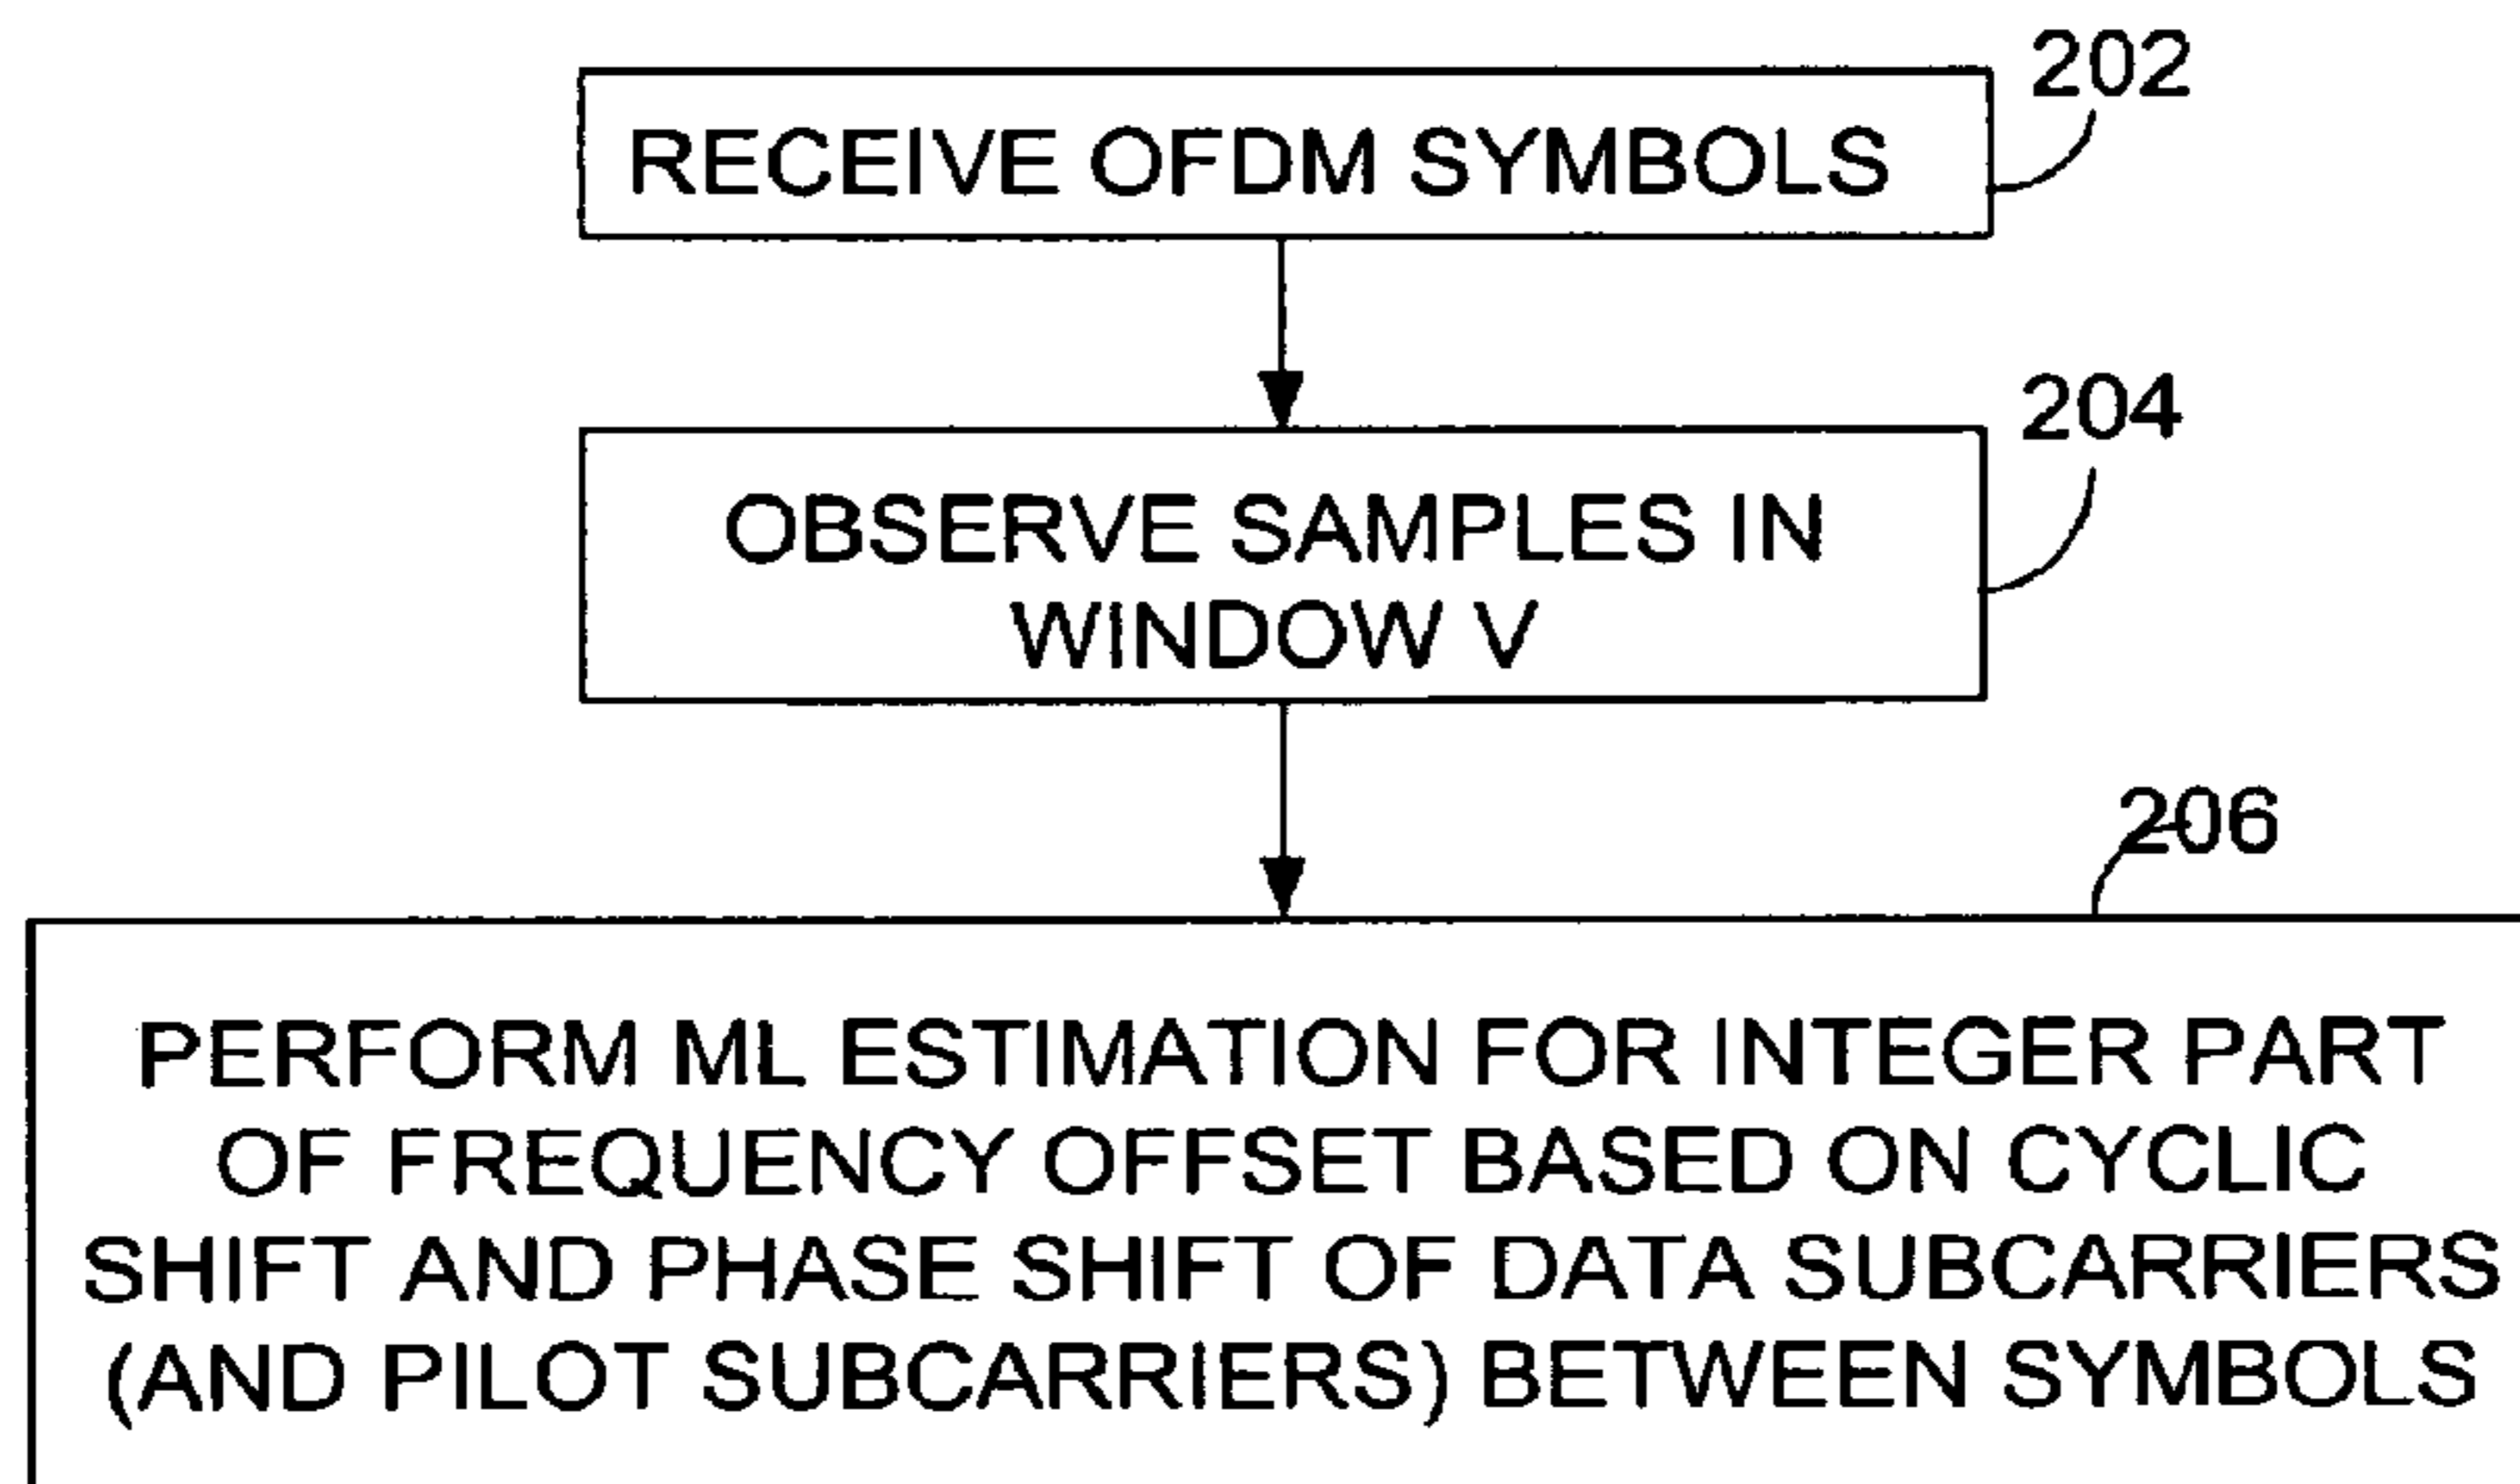 202
RECEIVE OFDM SYMBOLS
204
OBSERVE SAMPLES IN
WINDOW V
206
PERFORM ML ESTIMATION FOR INTEGER PART
OF FREQUENCY OFFSET BASED ON CYCLIC
SHIFT AND PHASE SHIFT OF DATA SUBCARRIERS
(AND PILOT SUBCARRIERS) BETWEEN SYMBOLS